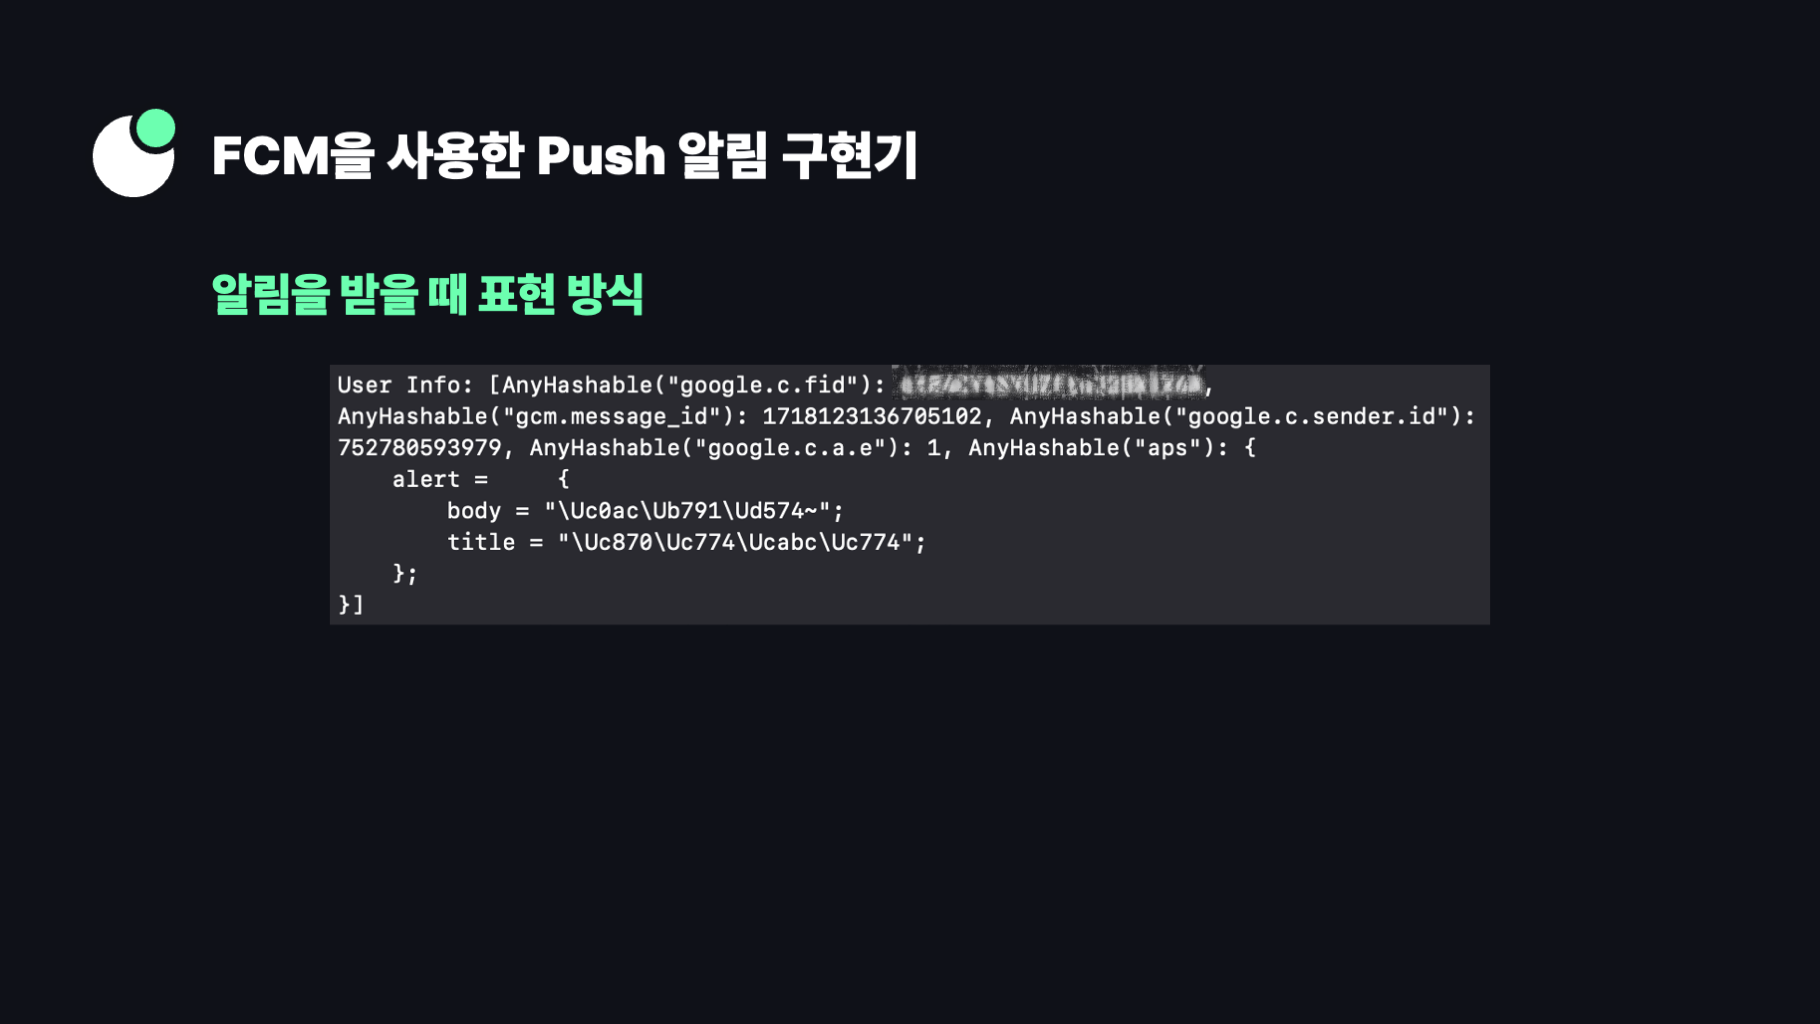 FCM을 사용한 Push 알림 구현기
알림을 받을 때 표현 방식
User Info: [AnyHashable("google.c.fid"): ,
AnyHashable("gcm.message_id"): 1718123136705102, AnyHashable("google.c.sender.id"):
752780593979, AnyHashable("google.c.a.e"): 1, AnyHashable("aps"): {
    alert =     {
        body = "\Uc0ac\Ub791\Ud574~";
        title = "\Uc870\Uc774\Ucabc\Uc774";
    };
}]